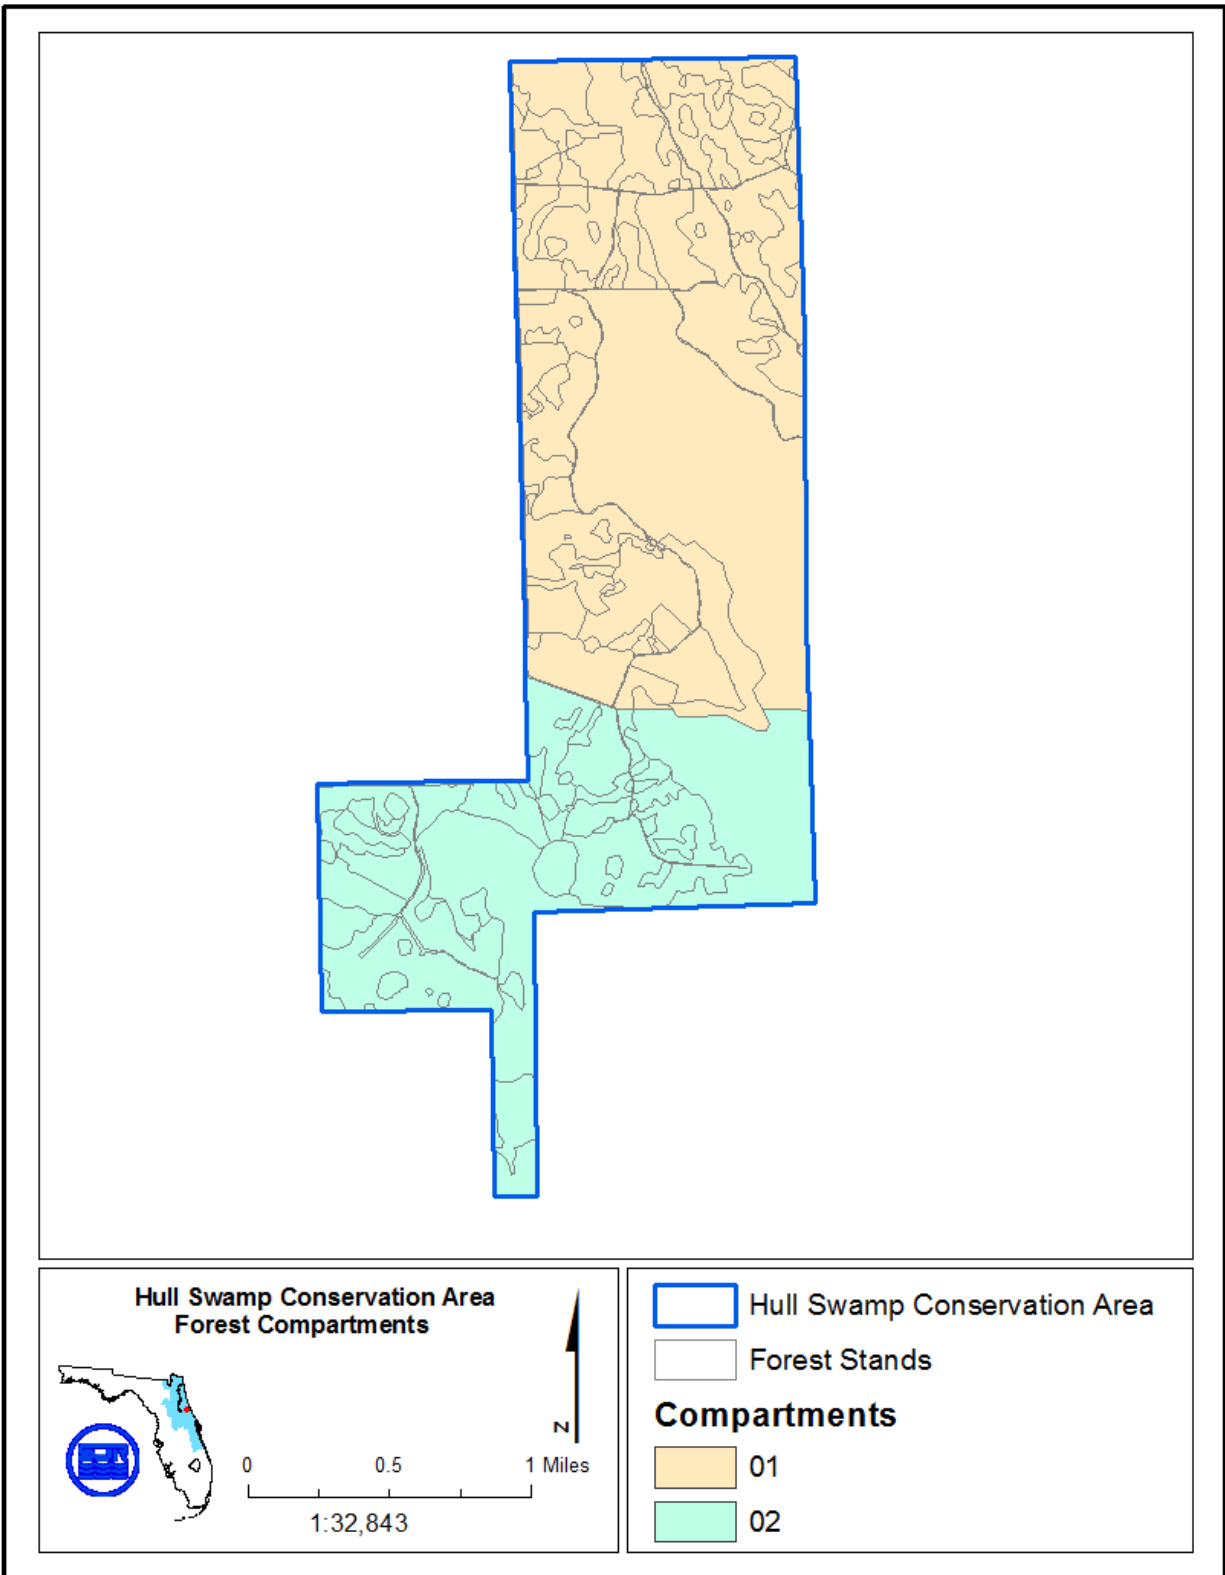 Hull Swamp Conservation Area
Forest Compartments
N
0 0.5 1 Miles
1:32,843
Hull Swamp Conservation Area
Forest Stands
Compartments
01
02